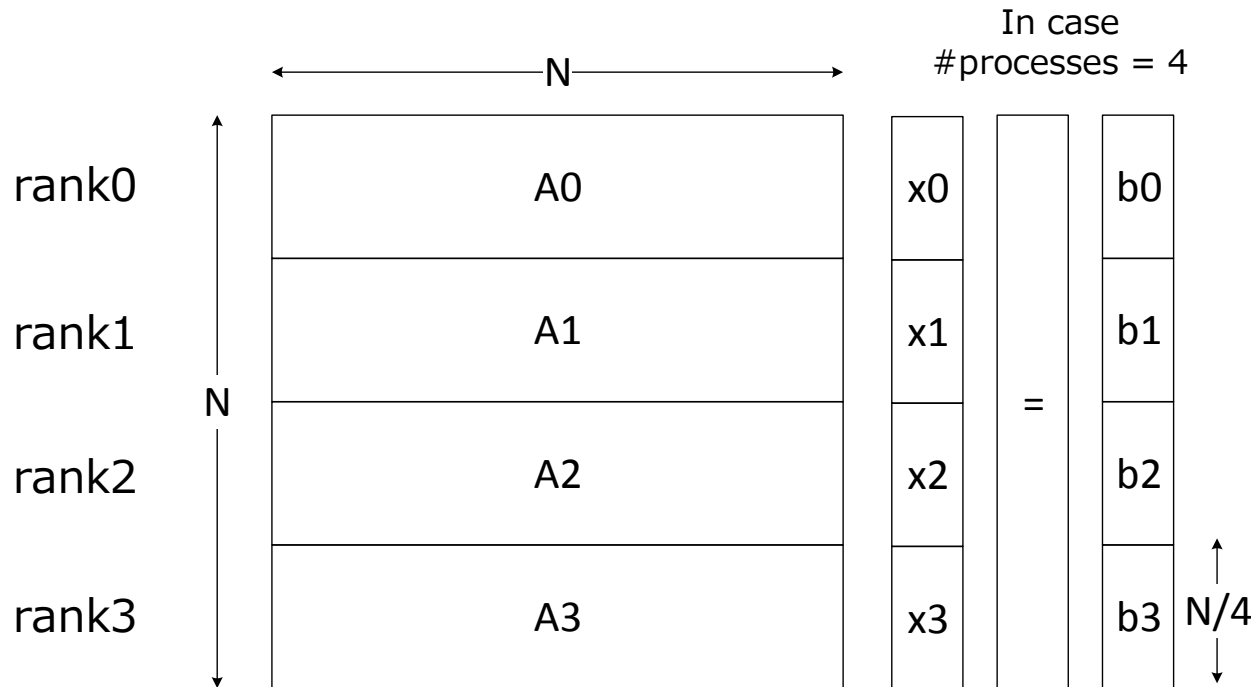 In case
#processes = 4
N
rank0
A0
x0
b0
rank1
A1
x1
b1
N
=
rank2
A2
x2
b2
rank3
A3
x3
b3
N/4